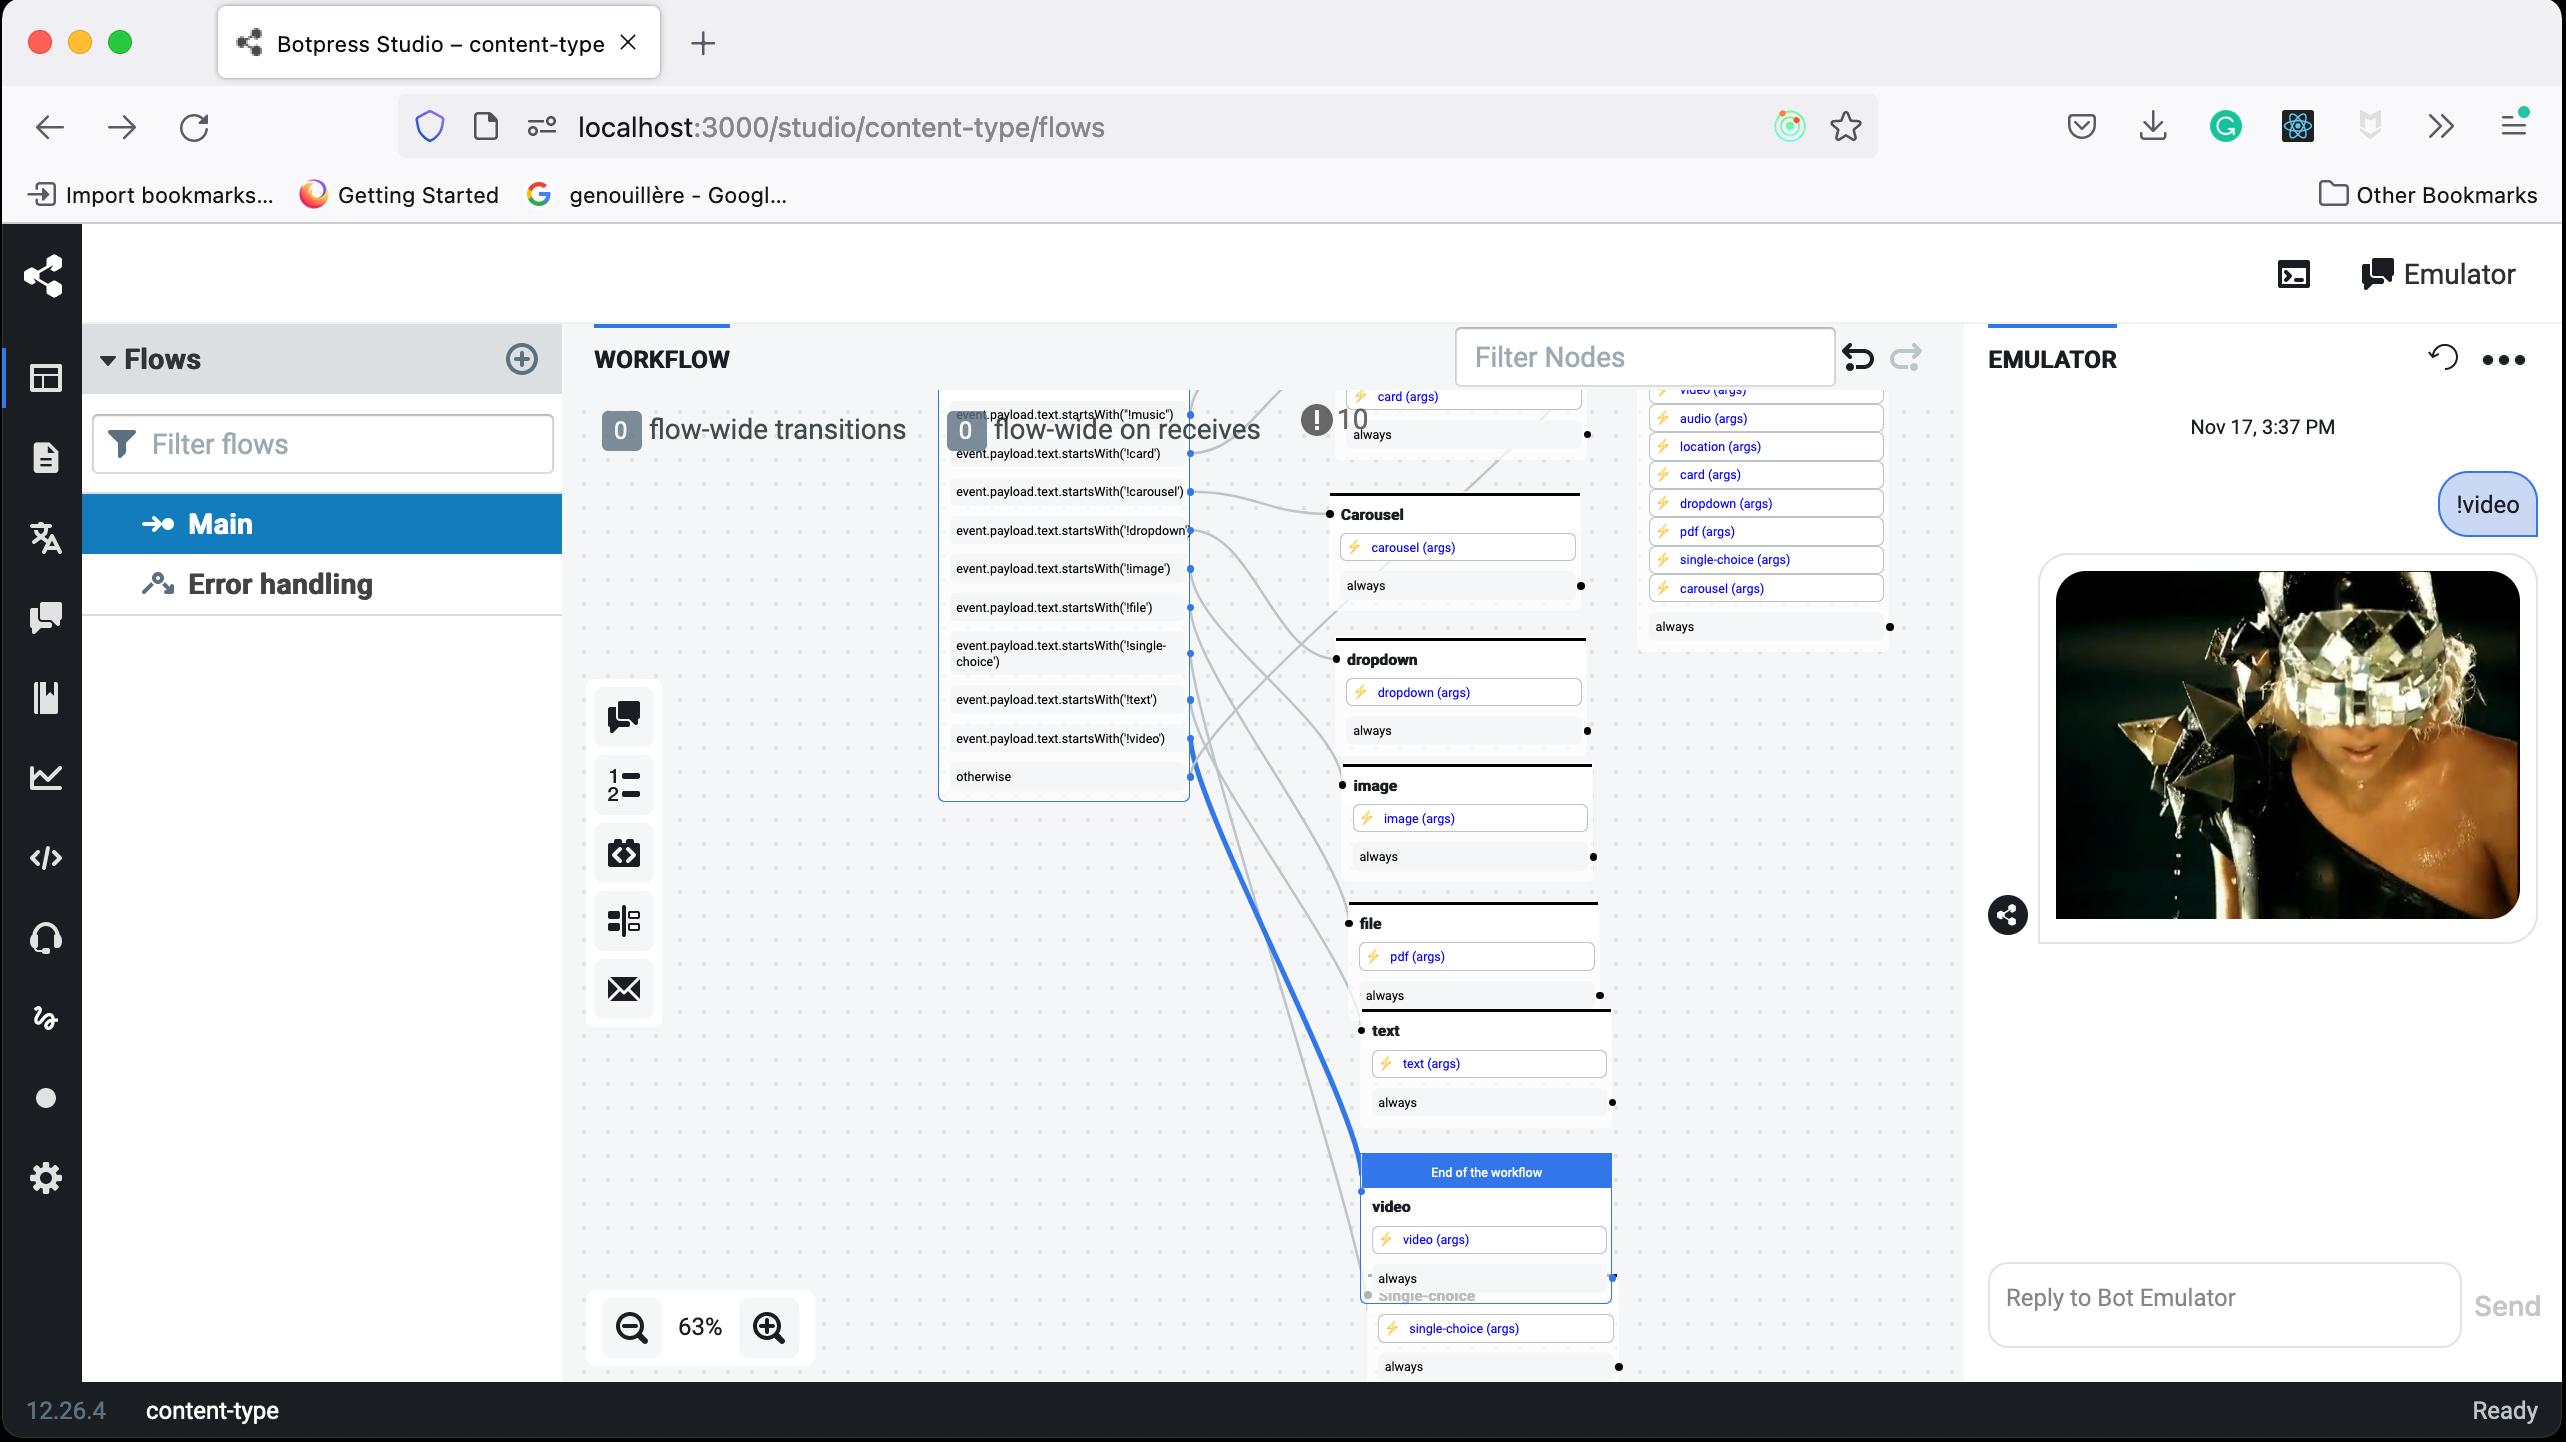 Botpress Studio – content-type
localhost:3000/studio/content-type/flows
Import bookmarks...
Getting Started
genouillère - Googl...
Other Bookmarks
Emulator
Flows
Filter flows
Main
Error handling
WORKFLOW
Filter Nodes
0 flow-wide transitions
0 flow-wide on receives
10
event.payload.text.startsWith("!music")
event.payload.text.startsWith('!card')
event.payload.text.startsWith('!carousel')
event.payload.text.startsWith('!dropdown')
event.payload.text.startsWith('!image')
event.payload.text.startsWith('!file')
event.payload.text.startsWith('!single-
choice')
event.payload.text.startsWith('!text')
event.payload.text.startsWith('!video')
otherwise
card (args)
always
Carousel
carousel (args)
always
dropdown
dropdown (args)
always
image
image (args)
always
file
pdf (args)
always
text
text (args)
always
End of the workflow
video
video (args)
always
Single-choice
single-choice (args)
always
video (args)
audio (args)
location (args)
card (args)
dropdown (args)
pdf (args)
single-choice (args)
carousel (args)
always
1
2
63%
EMULATOR
Nov 17, 3:37 PM
!video
Reply to Bot Emulator
Send
12.26.4
content-type
Ready